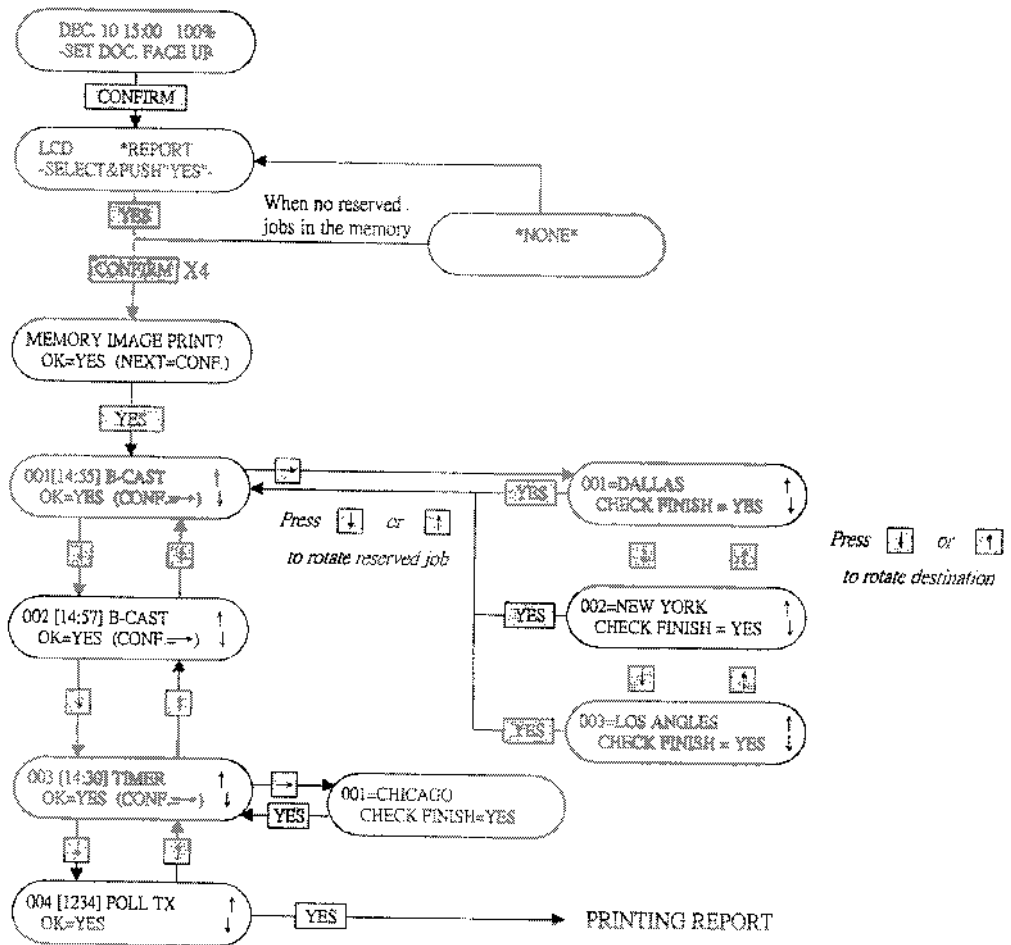 DEC. 10 15:00 100%
-SET DOC. FACE UP
CONFIRM
LCD *REPORT
-SELECT&PUSH"YES"-
YES
When no reserved
jobs in the memory
*NONE*
CONFIRM X4
MEMORY IMAGE PRINT?
OK=YES (NEXT=CONF.)
YES
001[14:55] B-CAST ↑
OK=YES (CONF.=→) ↓
→
YES
001=DALLAS ↑
CHECK FINISH = YES ↓
Press ↓ or ↑
to rotate reserved job
Press ↓ or ↑
to rotate destination
002 [14:57] B-CAST ↑
OK=YES (CONF.=→) ↓
YES
002=NEW YORK ↑
CHECK FINISH = YES ↓
YES
003=LOS ANGLES ↑
CHECK FINISH = YES ↓
003 [14:30] TIMER ↑
OK=YES (CONF.=→) ↓
→
YES
001=CHICAGO
CHECK FINISH=YES
004 [1234] POLL TX ↑
OK=YES ↓
YES
PRINTING REPORT